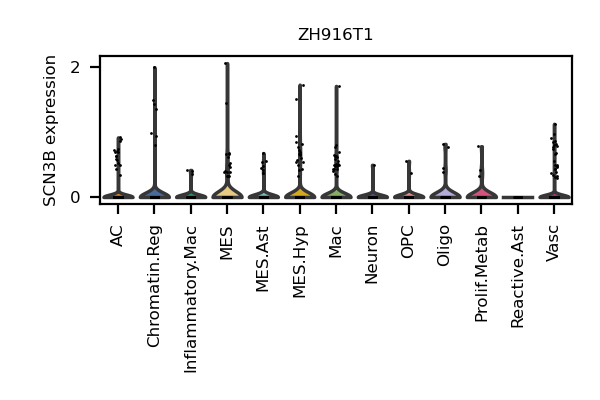 ZH916T1
SCN3B expression
2
0
AC
Chromatin.Reg
Inflammatory.Mac
MES
MES.Ast
MES.Hyp
Mac
Neuron
OPC
Oligo
Prolif.Metab
Reactive.Ast
Vasc